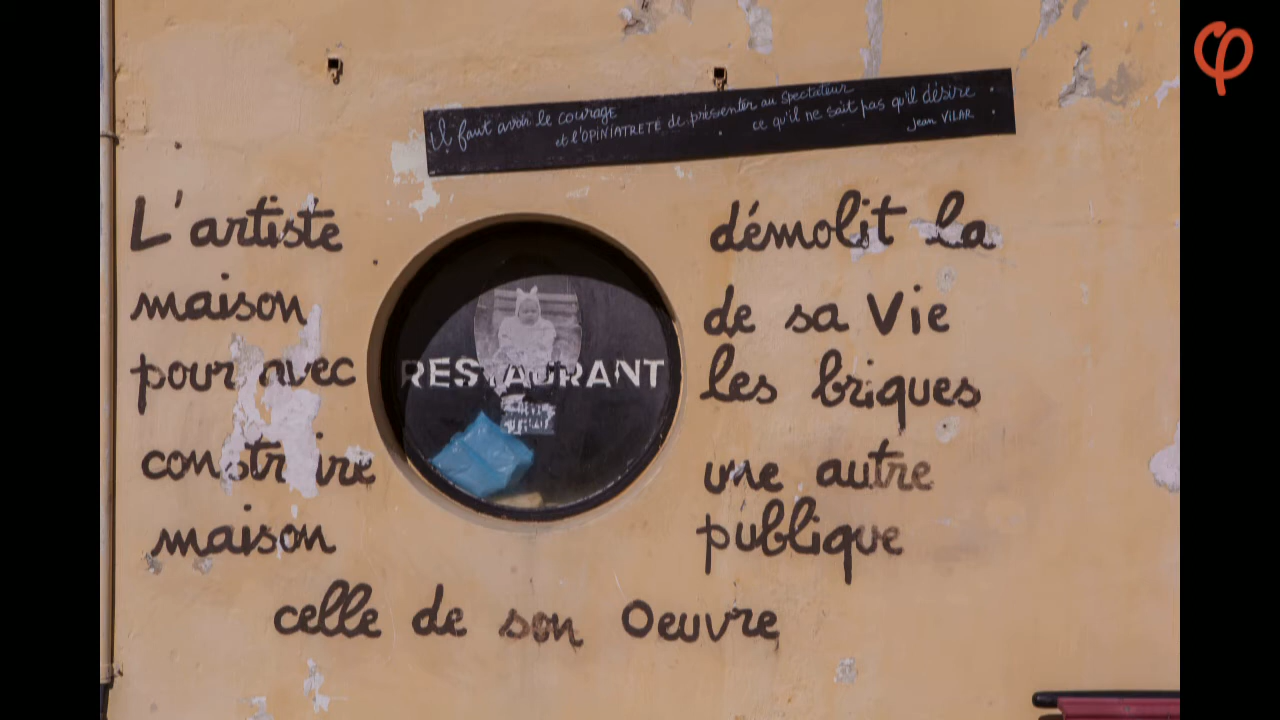 Il faut avoir le courage
et l'OPINIATRETÉ de présenter au Spectateur
ce qu'il ne sait pas qu'il désire
Jean VILAR
L'artiste démolit la
maison de sa Vie
pour avec les briques
construire une autre
maison publique
celle de son Oeuvre
RESTAURANT